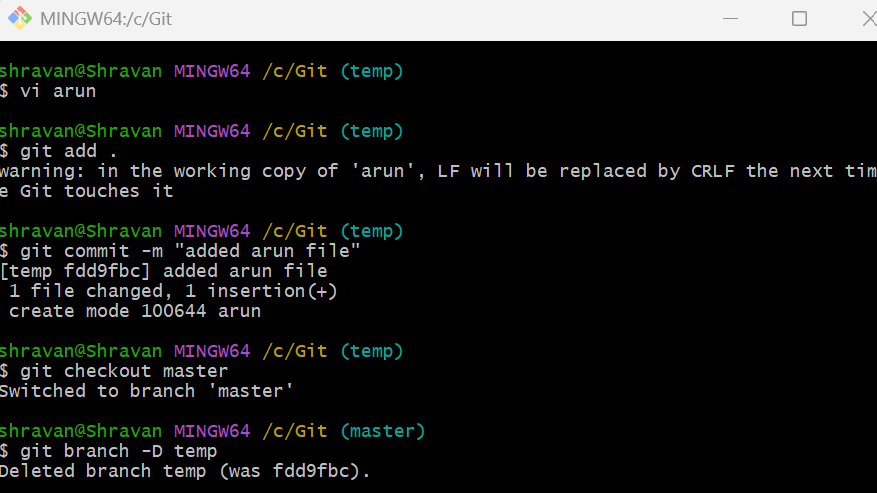 MINGW64:/c/Git
shravan@Shravan MINGW64 /c/Git (temp)
$ vi arun
shravan@Shravan MINGW64 /c/Git (temp)
$ git add .
warning: in the working copy of 'arun', LF will be replaced by CRLF the next tim
e Git touches it
shravan@Shravan MINGW64 /c/Git (temp)
$ git commit -m "added arun file"
[temp fdd9fbc] added arun file
1 file changed, 1 insertion(+)
create mode 100644 arun
shravan@Shravan MINGW64 /c/Git (temp)
$ git checkout master
Switched to branch 'master'
shravan@Shravan MINGW64 /c/Git (master)
$ git branch -D temp
Deleted branch temp (was fdd9fbc).